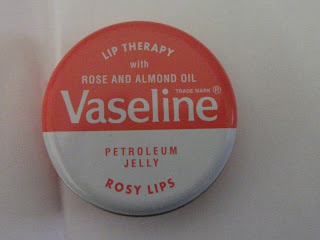 LIP THERAPY
with
ROSE AND ALMOND OIL
TRADE MARK
Vaseline®
PETROLEUM
JELLY
ROSY LIPS